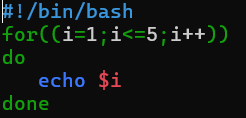 #!/bin/bash
for((i=1;i<=5;i++))
do
   echo $i
done